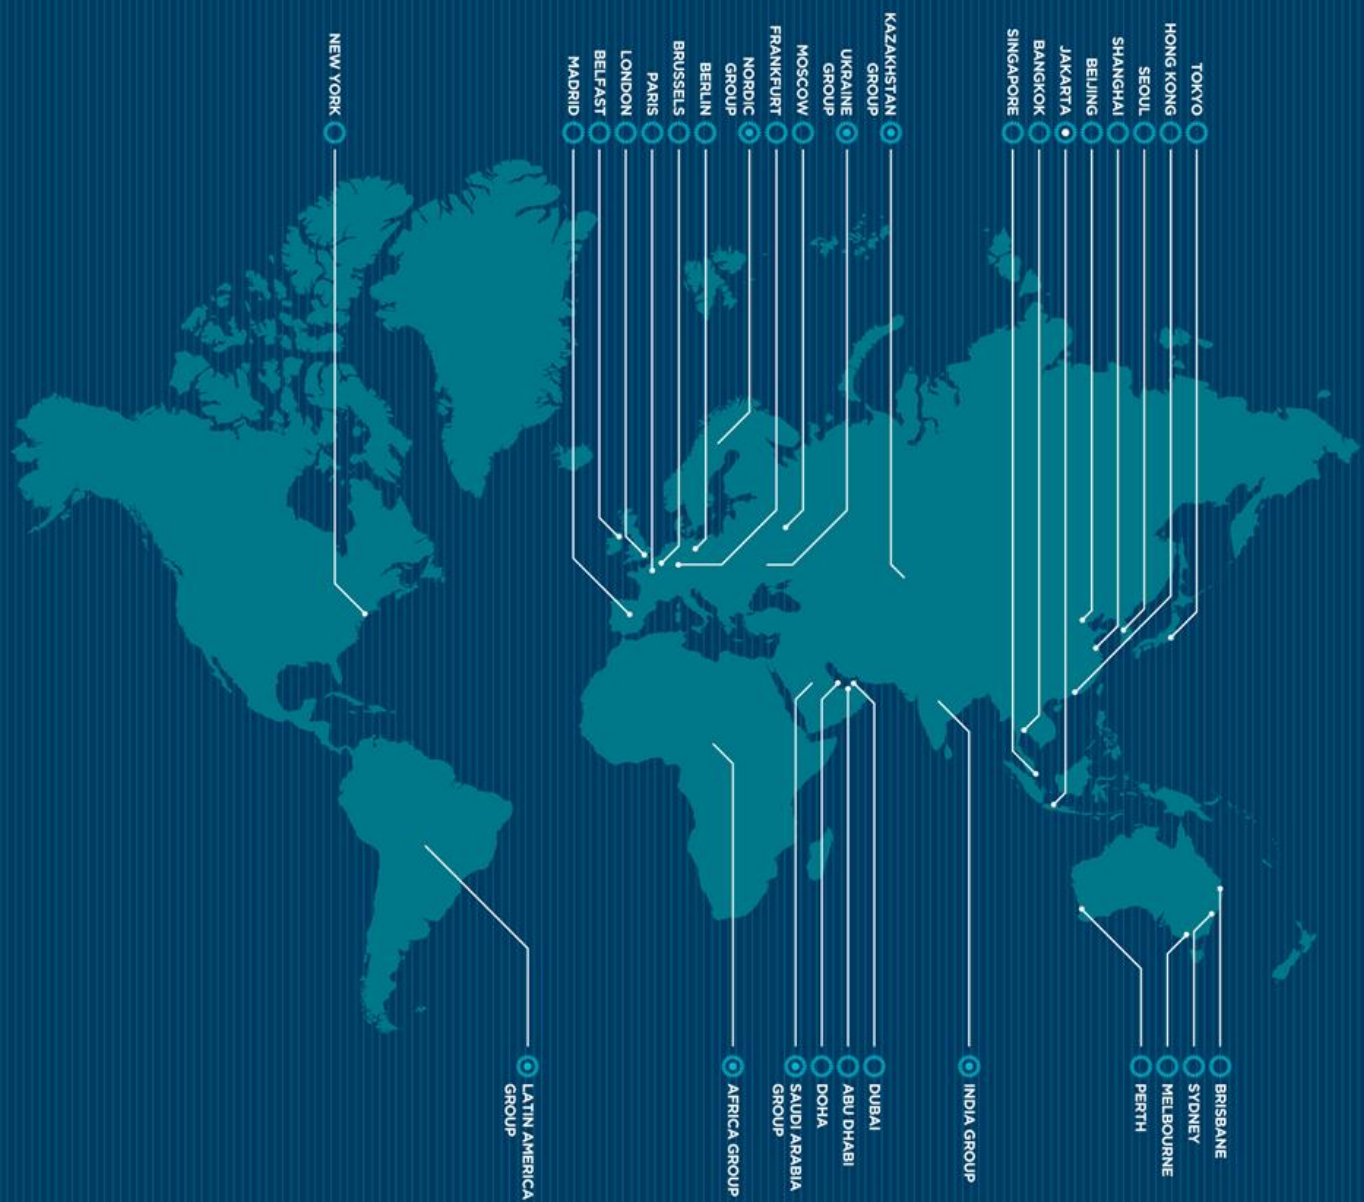 NEW YORK
MADRID
BELFAST
LONDON
PARIS
BRUSSELS
BERLIN
NORDIC
GROUP
FRANKFURT
MOSCOW
UKRAINE
GROUP
KAZAKHSTAN
GROUP
SINGAPORE
BANGKOK
JAKARTA
BEIJING
SHANGHAI
SEOUL
HONG KONG
TOKYO
LATIN AMERICA
GROUP
AFRICA GROUP
SAUDI ARABIA
GROUP
DOHA
ABU DHABI
DUBAI
INDIA GROUP
PERTH
MELBOURNE
SYDNEY
BRISBANE